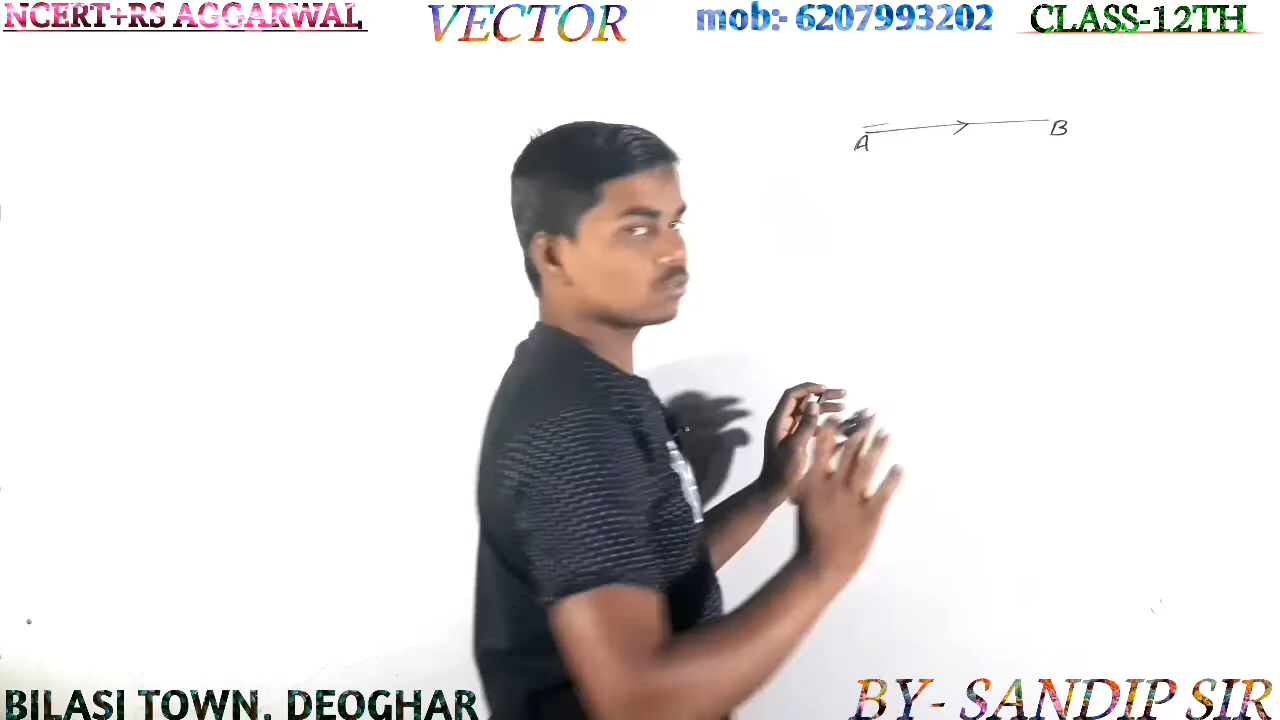 NCERT+RS AGGARWAL VECTOR mob:- 6207993202 CLASS-12TH
A B
BILASI TOWN, DEOGHAR BY- SANDIP SIR